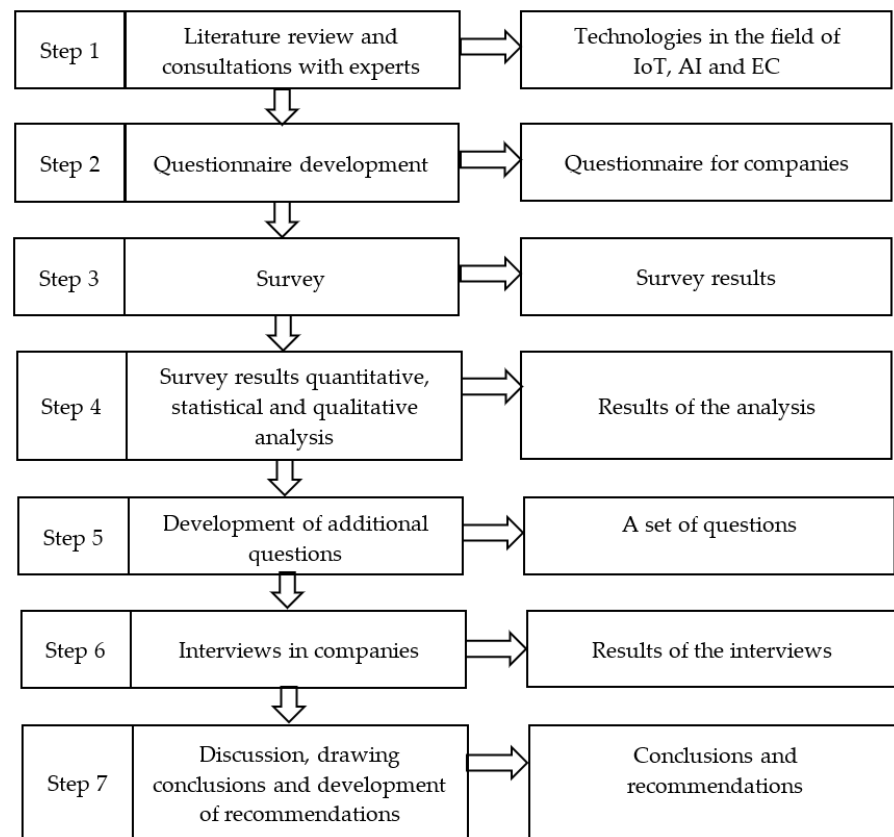 Step 1
Literature review and
consultations with experts
Technologies in the field of
IoT, AI and EC
Step 2
Questionnaire development
Questionnaire for companies
Step 3
Survey
Survey results
Step 4
Survey results quantitative,
statistical and qualitative
analysis
Results of the analysis
Step 5
Development of additional
questions
A set of questions
Step 6
Interviews in companies
Results of the interviews
Step 7
Discussion, drawing
conclusions and development
of recommendations
Conclusions and
recommendations